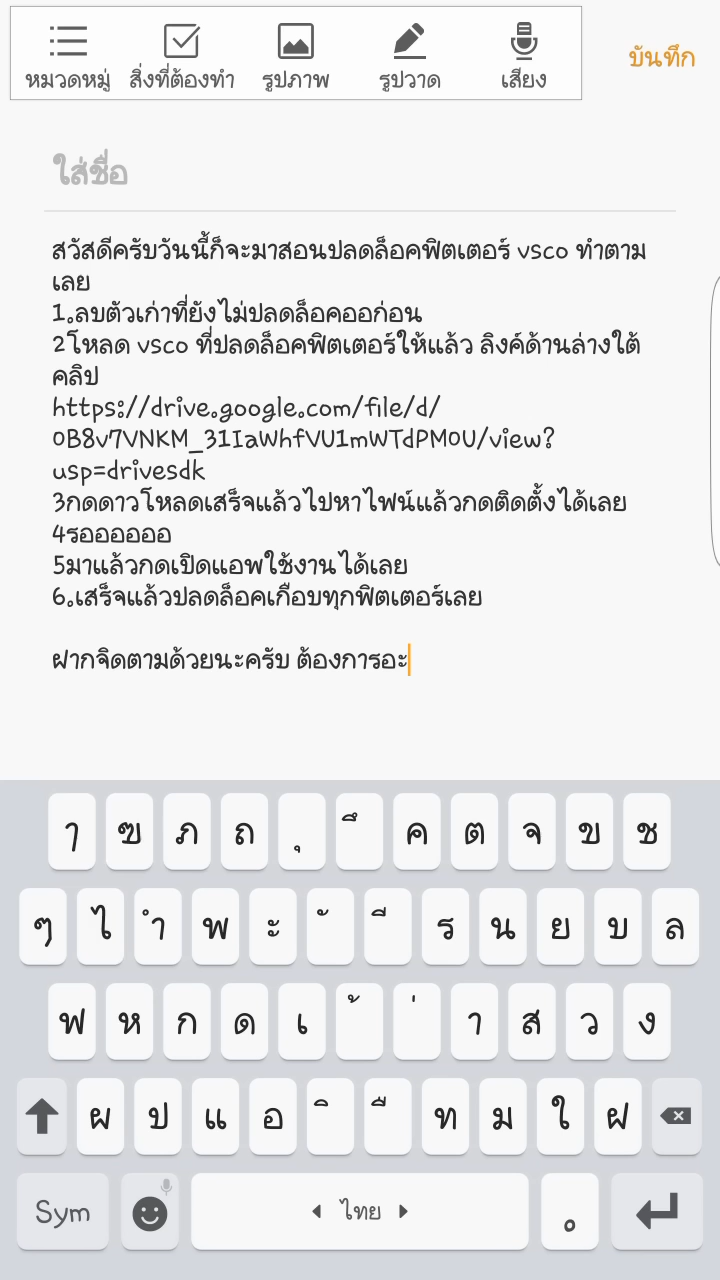 หมวดหมู่ สิ่งที่ต้องทำ รูปภาพ รูปวาด เสียง บันทึก
ใส่ชื่อ
สวัสดีครับวันนี้ก็จะมาสอนปลดล็อคฟิตเตอร์ vsco ทำตาม
เลย
1.ลบตัวเก่าที่ยังไม่ปลดล็อคออก่อน
2โหลด vsco ที่ปลดล็อคฟิตเตอร์ให้แล้ว ลิงค์ด้านล่างใต้
คลิป
https://drive.google.com/file/d/
0B8v7VNKM_31IaWhfVU1mWTdPM0U/view?
usp=drivesdk
3กดดาวโหลดเสร็จแล้วไปหาไฟน์แล้วกดติดตั้งได้เลย
4รออออออ
5มาแล้วกดเปิดแอพใช้งานได้เลย
6.เสร็จแล้วปลดล็อคเกือบทุกฟิตเตอร์เลย
ฝากจิดตามด้วยนะครับ ต้องการอะ
ๅ ฃ ภ ถ ุ ึ ค ต จ ข ช
ๆ ไ ำ พ ะ ั ี ร น ย บ ล
ฟ ห ก ด เ ้ ่ า ส ว ง
ผ ป แ อ ิ ื ท ม ใ ฝ
Sym ไทย .